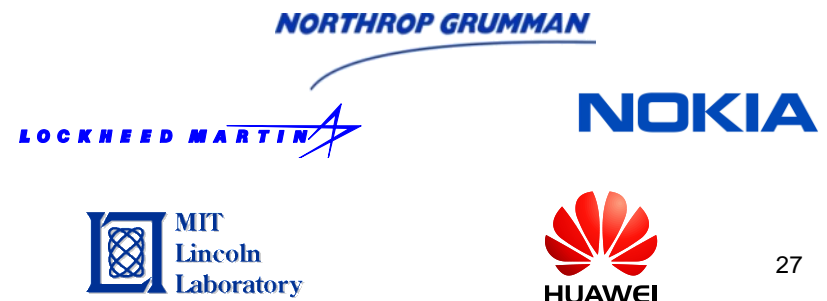 NORTHROP GRUMMAN
LOCKHEED MARTIN
NOKIA
MIT
Lincoln
Laboratory
HUAWEI
27